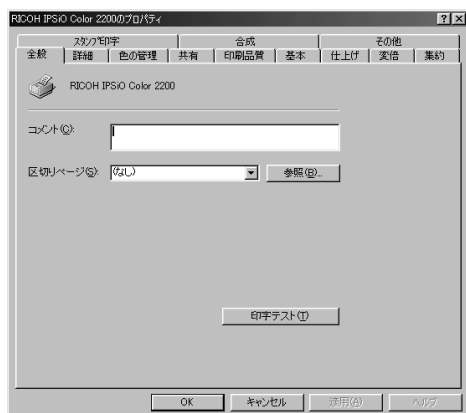 RICOH IPSiO Color 2200のプロパティ
スタンプ印字 合成 その他
全般 詳細 色の管理 共有 印刷品質 基本 仕上げ 変倍 集約
RICOH IPSiO Color 2200
コメント(C):
区切りページ(S): (なし) 参照(B)...
印字テスト(T)
OK キャンセル 適用(A) ヘルプ